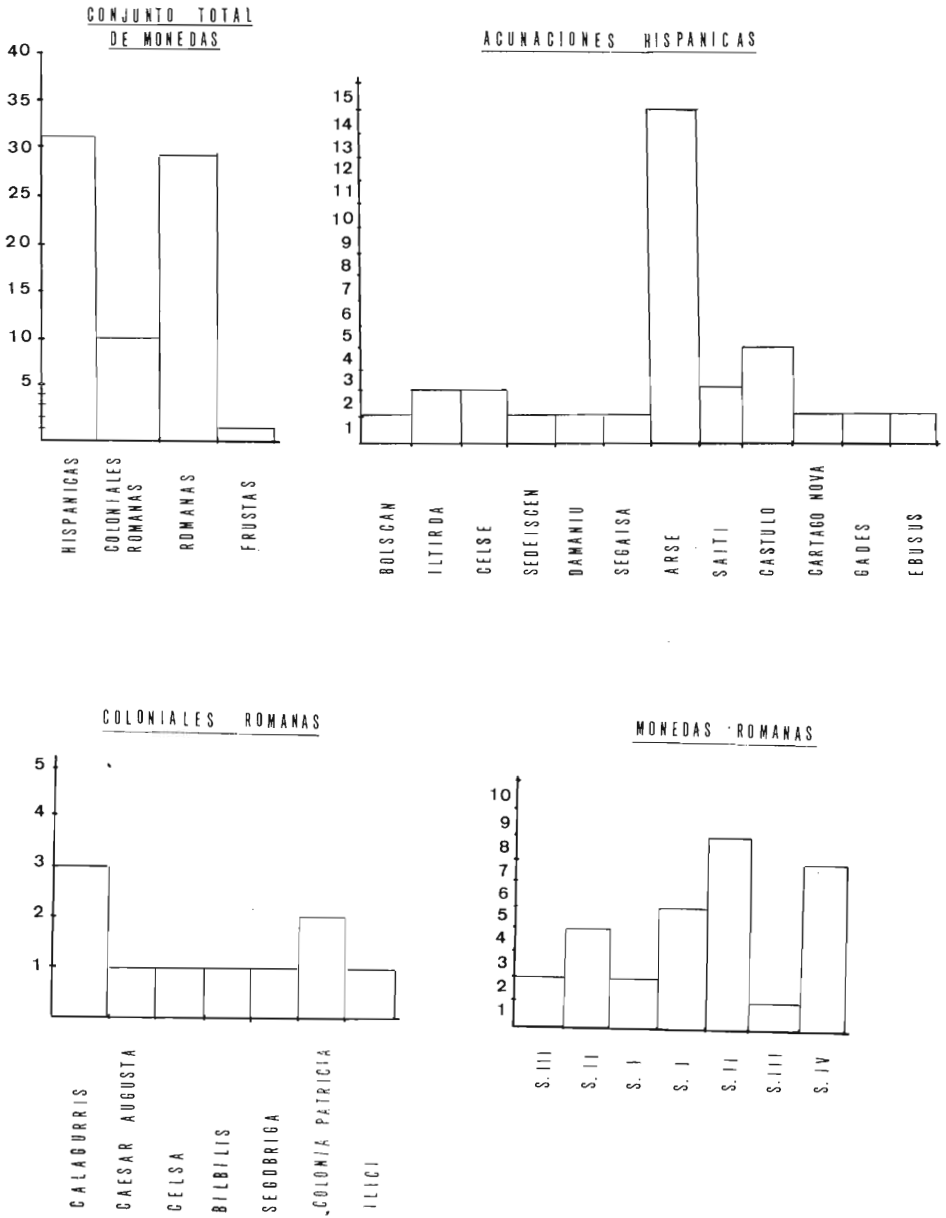 CONJUNTO TOTAL
DE MONEDAS
40
35
30
25
20
15
10
5
HISPANICAS
COLONIALES
ROMANAS
ROMANAS
FRUSTAS
ACUNACIONES HISPANICAS
15
14
13
12
11
10
9
8
7
6
5
4
3
2
1
BOLSCAN
ILTIRDA
CELSE
SEDEISCEN
DAMANIU
SEGAISA
ARSE
SAITI
CASTULO
CARTAGO NOVA
GADES
EBUSUS
COLONIALES ROMANAS
5
4
3
2
1
CALAGURRIS
CAESAR AUGUSTA
CELSA
BILBILIS
SEGOBRIGA
COLONIA PATRICIA
ILICI
MONEDAS ROMANAS
10
9
8
7
6
5
4
3
2
1
S. III
S. II
S. I
S. I
S. II
S. III
S. IV